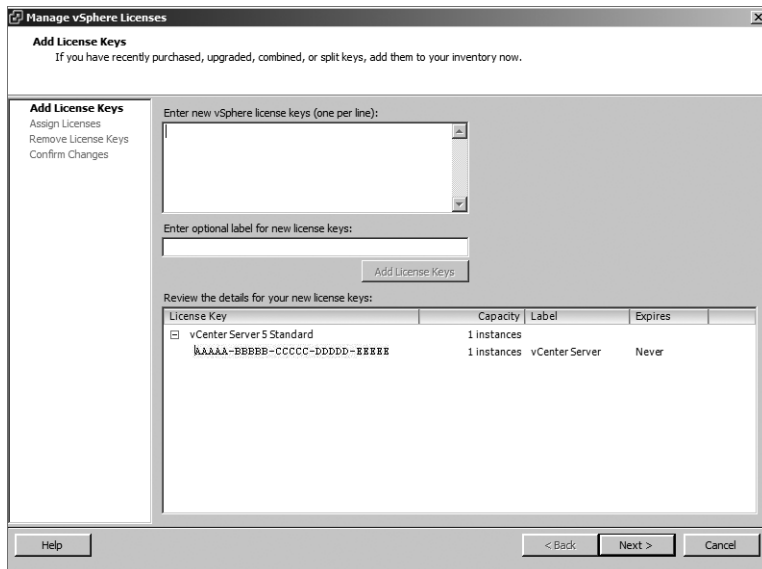 Manage vSphere Licenses
Add License Keys
If you have recently purchased, upgraded, combined, or split keys, add them to your inventory now.
Add License Keys
Assign Licenses
Remove License Keys
Confirm Changes
Enter new vSphere license keys (one per line):
Enter optional label for new license keys:
Add License Keys
Review the details for your new license keys:
License Key Capacity Label Expires
vCenter Server 5 Standard 1 instances
AAAAA-BBBBB-CCCCC-DDDDD-EEEEE 1 instances vCenter Server Never
Help < Back Next > Cancel